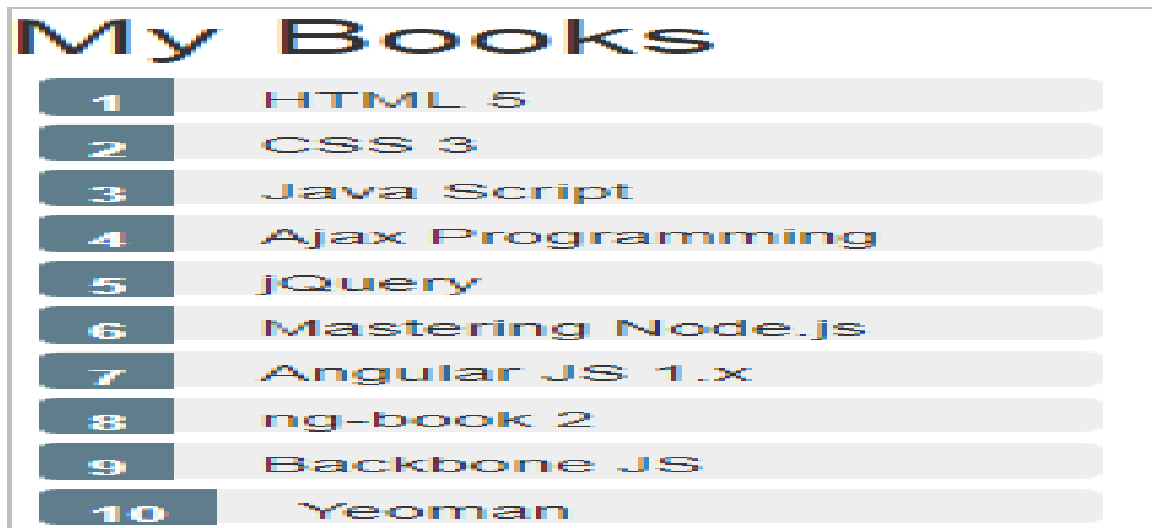 My Books
1 HTML 5
2 CSS 3
3 Java Script
4 Ajax Programming
5 jQuery
6 Mastering Node.js
7 Angular JS 1.x
8 ng-book 2
9 Backbone JS
10 Yeoman